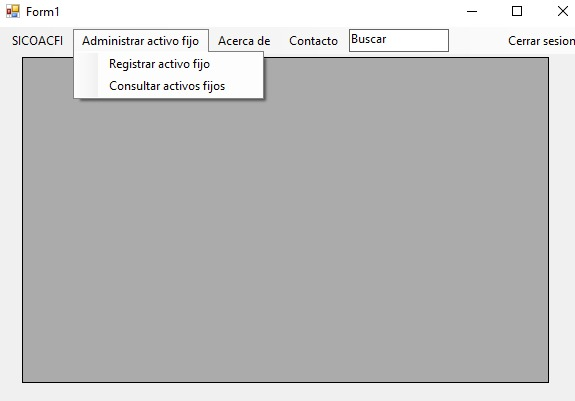 Form1
SICOACFI Administrar activo fijo Acerca de Contacto Buscar Cerrar sesion
Registrar activo fijo
Consultar activos fijos